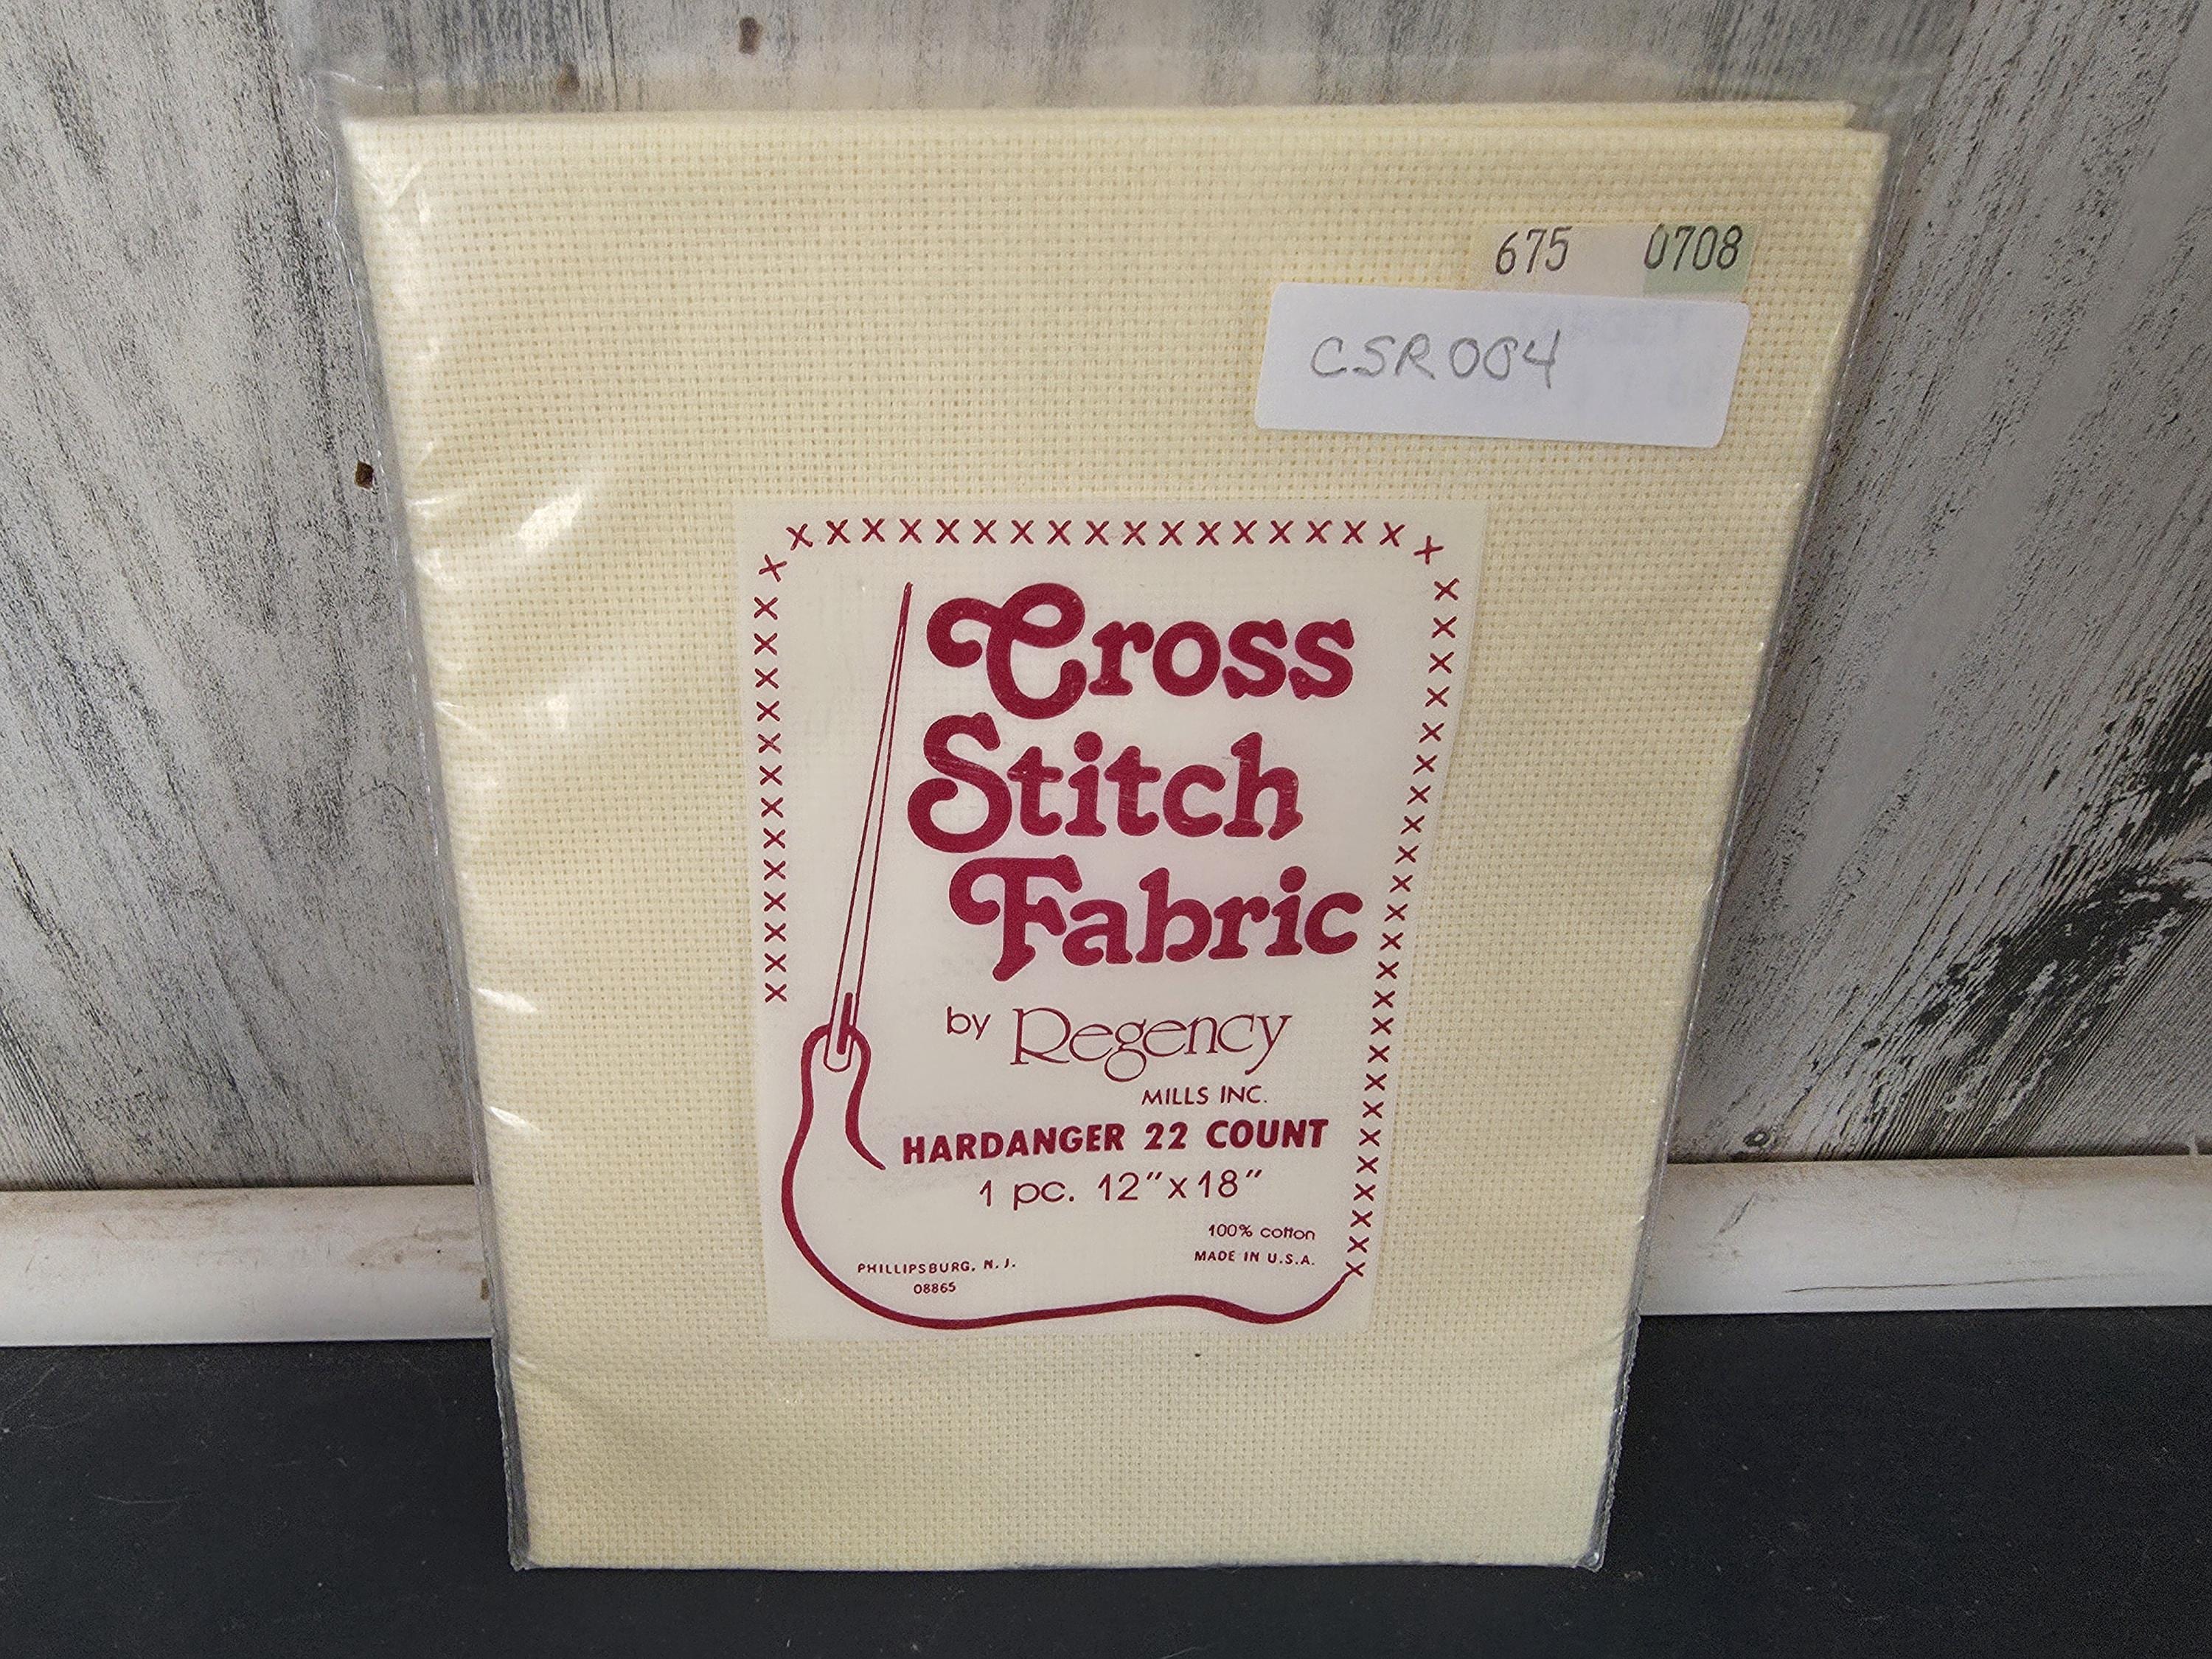 675 0708
CSR004
Cross
Stitch
Fabric
by Regency
MILLS INC.
HARDANGER 22 COUNT
1 pc. 12"x18"
100% cotton
MADE IN U.S.A.
PHILLIPSBURG, N.J.
08865